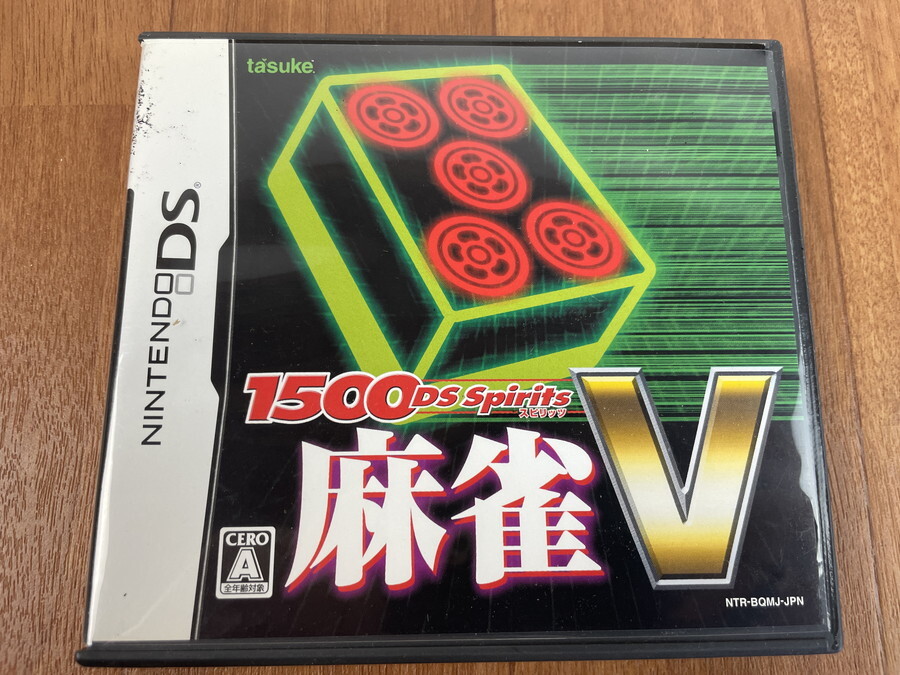 tasuke
NINTENDO DS®
1500 DS Spirits
スピリッツ
麻雀 V
CERO
A
全年齢対象
NTR-BQMJ-JPN